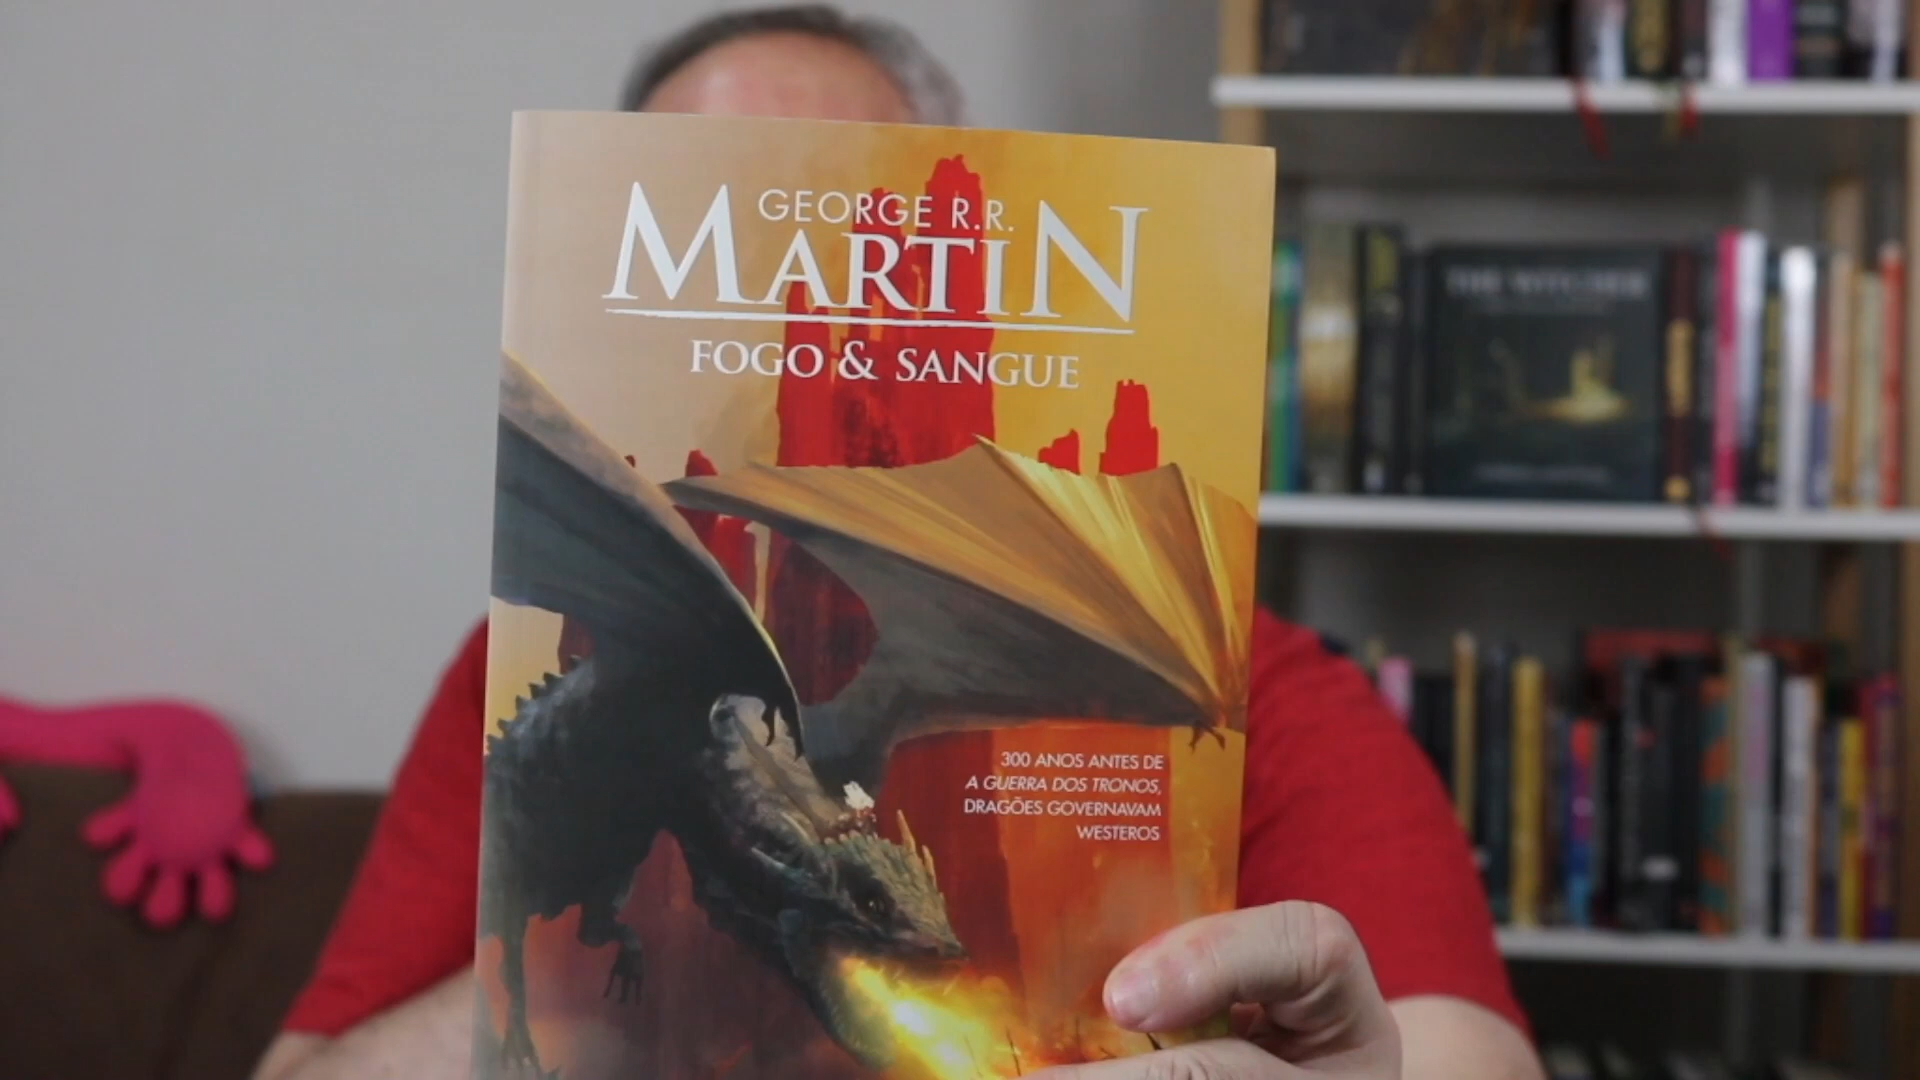 GEORGE R.R.
MARTIN
FOGO & SANGUE
300 ANOS ANTES DE
A GUERRA DOS TRONOS,
DRAGÕES GOVERNAVAM
WESTEROS
THE WITCHER